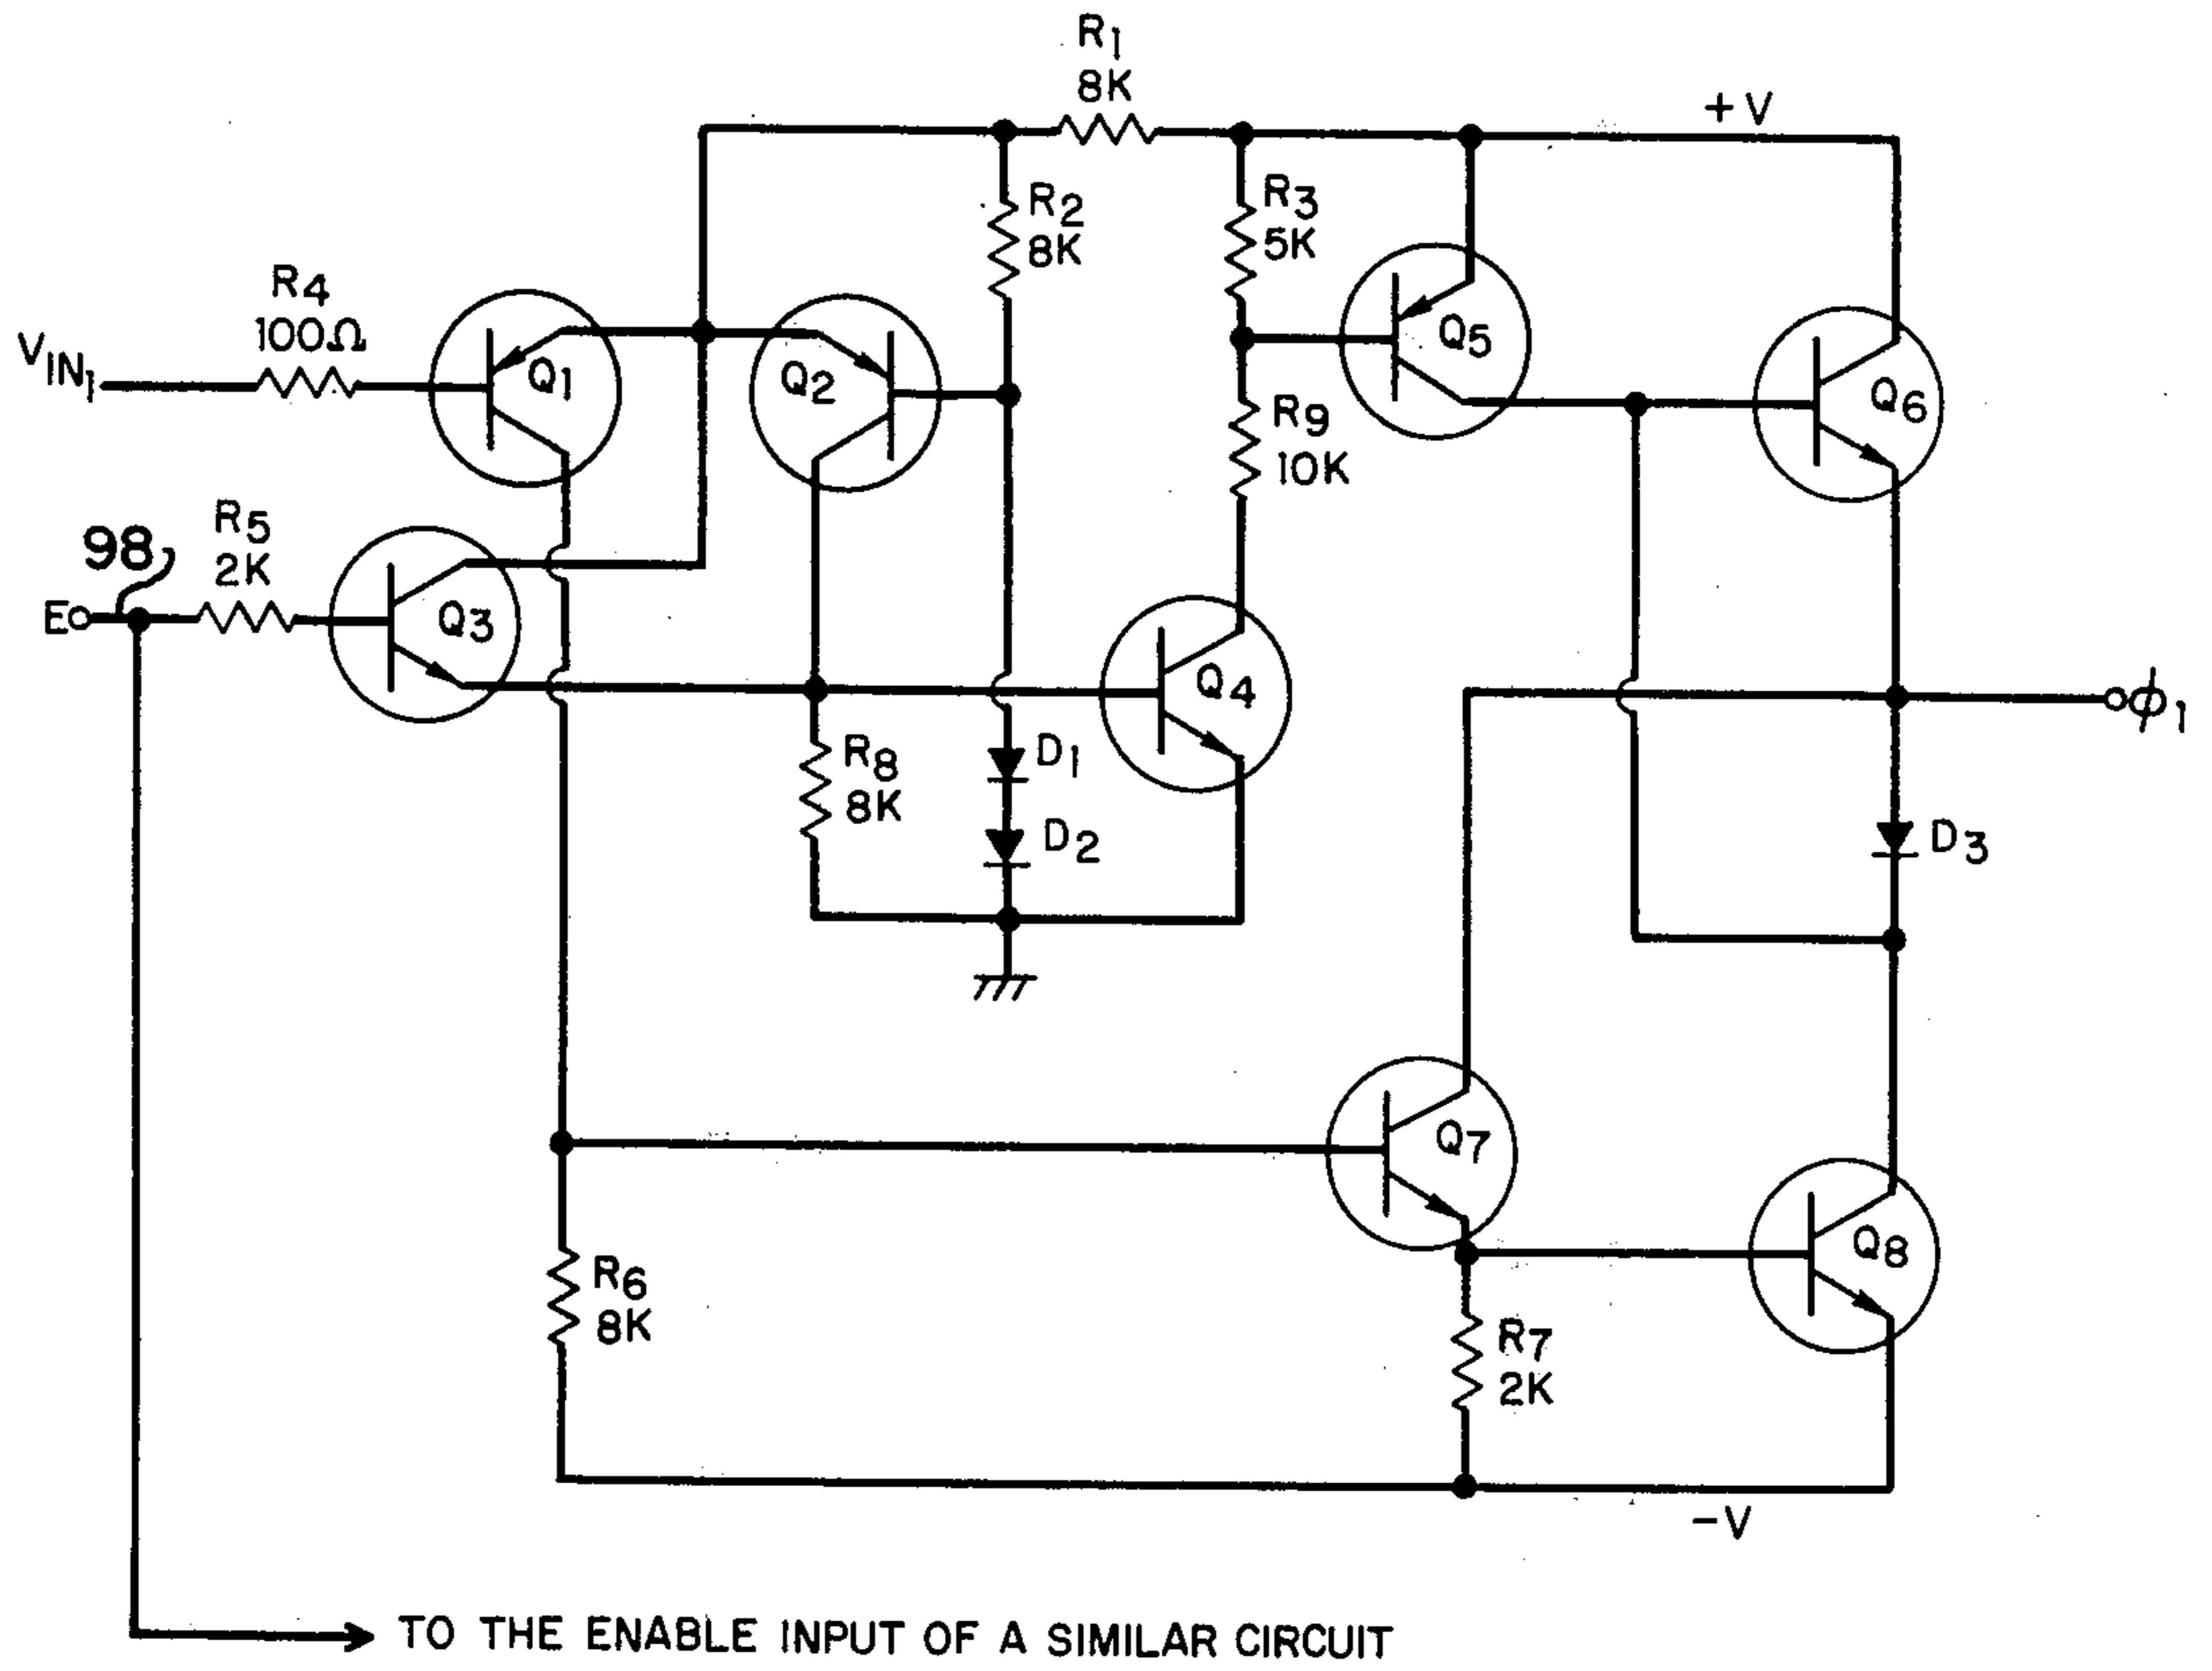 R1
8K
+V
R2
8K
R3
5K
R4
100Ω
VIN1
Q1
Q2
Q5
Q6
R9
10K
98
R5
2K
E
Q3
Q4
ϕ1
R8
8K
D1
D2
D3
Q7
Q8
R6
8K
R7
2K
-V
TO THE ENABLE INPUT OF A SIMILAR CIRCUIT